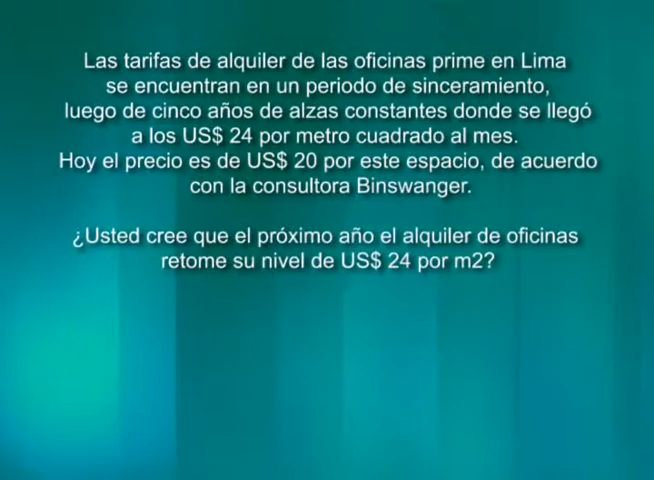 Las tarifas de alquiler de las oficinas prime en Lima
se encuentran en un periodo de sinceramiento,
luego de cinco años de alzas constantes donde se llegó
a los US$ 24 por metro cuadrado al mes.
Hoy el precio es de US$ 20 por este espacio, de acuerdo
con la consultora Binswanger.
¿Usted cree que el próximo año el alquiler de oficinas
retome su nivel de US$ 24 por m2?